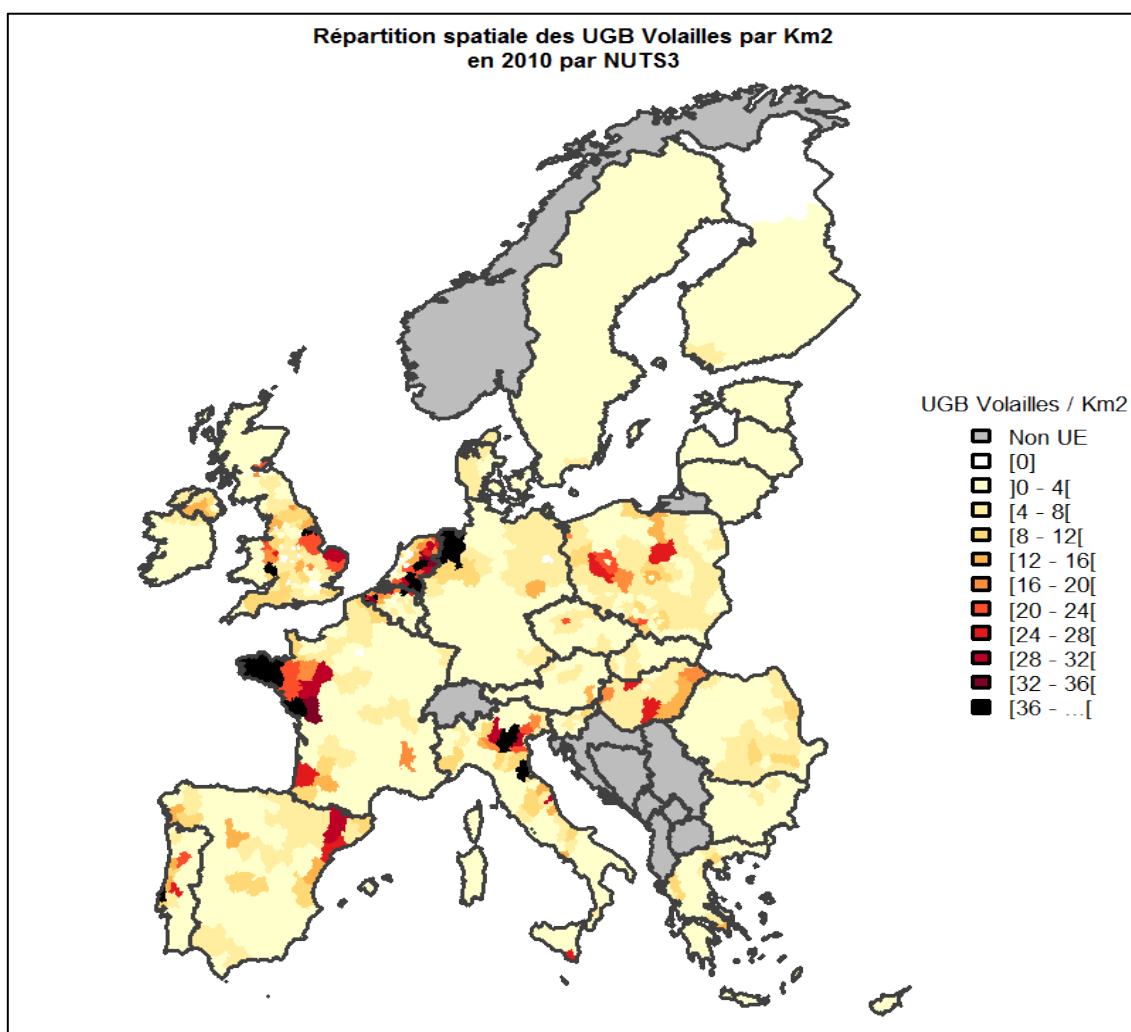 Répartition spatiale des UGB Volailles par Km2
en 2010 par NUTS3
UGB Volailles / Km2
Non UE
[0]
]0 - 4[
[4 - 8[
[8 - 12[
[12 - 16[
[16 - 20[
[20 - 24[
[24 - 28[
[28 - 32[
[32 - 36[
[36 - ...[